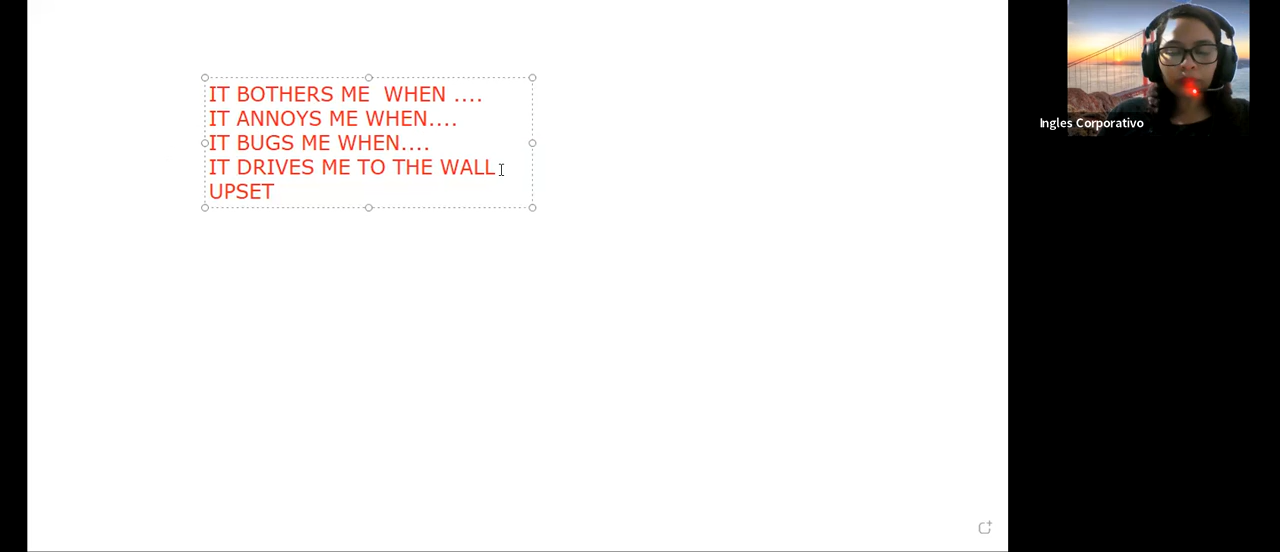 IT BOTHERS ME  WHEN ....
IT ANNOYS ME WHEN....
IT BUGS ME WHEN....
IT DRIVES ME TO THE WALL
UPSET
Ingles Corporativo